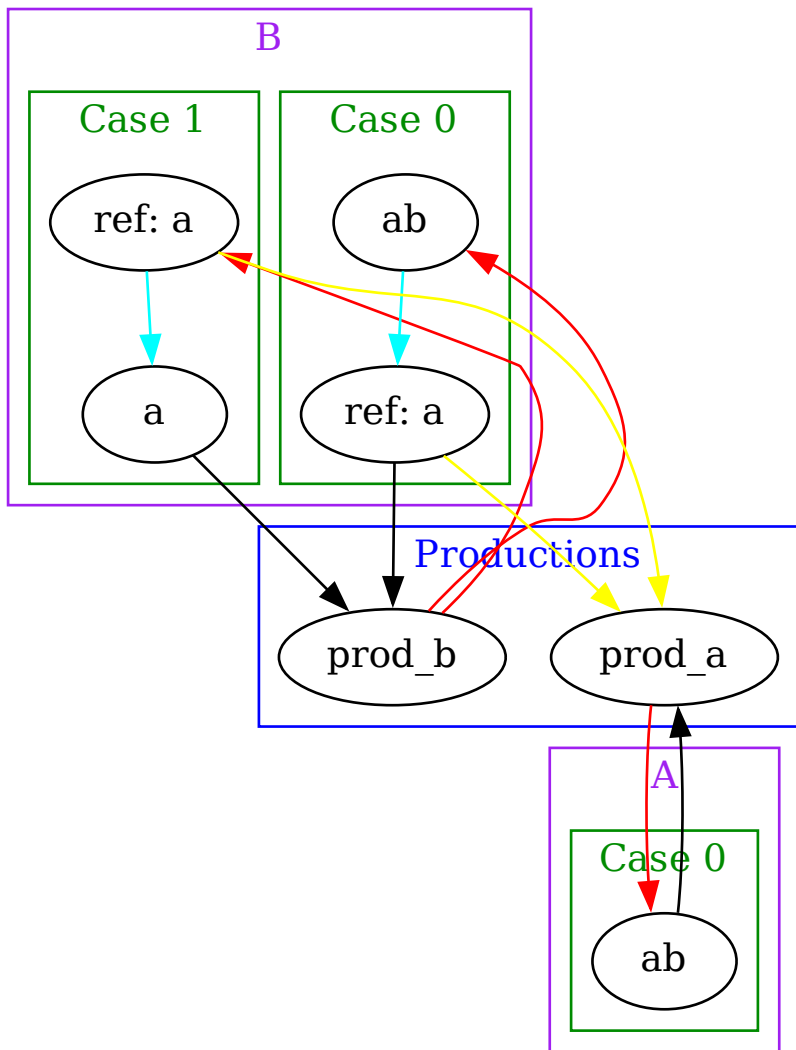 B
Case 1
Case 0
ref: a
ab
a
ref: a
Productions
prod_b
prod_a
A
Case 0
ab